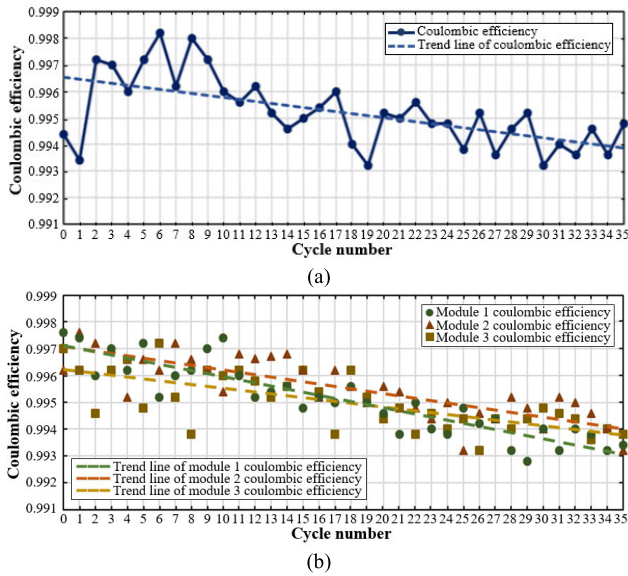 0.999
0.998
0.997
0.996
0.995
0.994
0.993
0.991
Coulombic efficiency
Coulombic efficiency
Trend line of coulombic efficiency
0 1 2 3 4 5 6 7 8 9 10 11 12 13 14 15 16 17 18 19 20 21 22 23 24 25 26 27 28 29 30 31 32 33 34 35
Cycle number
(a)
0.999
0.998
0.997
0.996
0.995
0.994
0.993
0.992
0.991
Coulombic efficiency
Module 1 coulombic efficiency
Module 2 coulombic efficiency
Module 3 coulombic efficiency
Trend line of module 1 coulombic efficiency
Trend line of module 2 coulombic efficiency
Trend line of module 3 coulombic efficiency
0 1 2 3 4 5 6 7 8 9 10 11 12 13 14 15 16 17 18 19 20 21 22 23 24 25 26 27 28 29 30 31 32 33 34 35
Cycle number
(b)